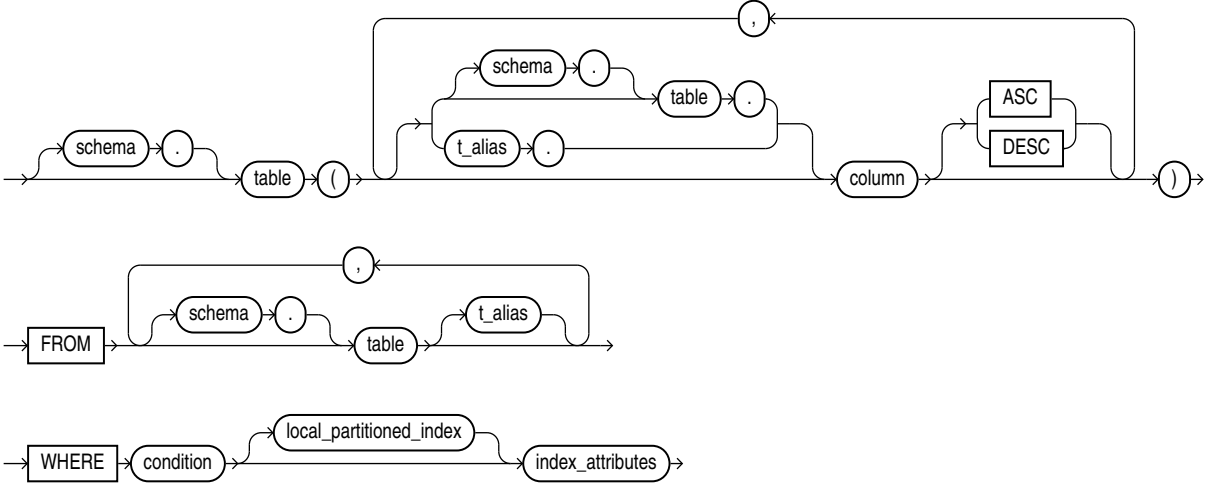 ,
schema . 
table .
ASC
t_alias .
DESC
schema .
table ( column )
,
schema . t_alias
FROM table
local_partitioned_index
WHERE condition index_attributes